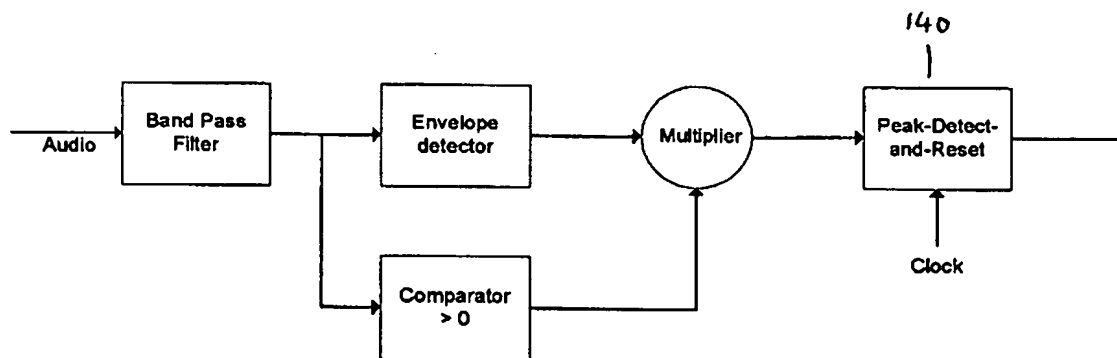 140
Audio
Band Pass
Filter
Envelope
detector
Multiplier
Peak-Detect-
and-Reset
Comparator
> 0
Clock